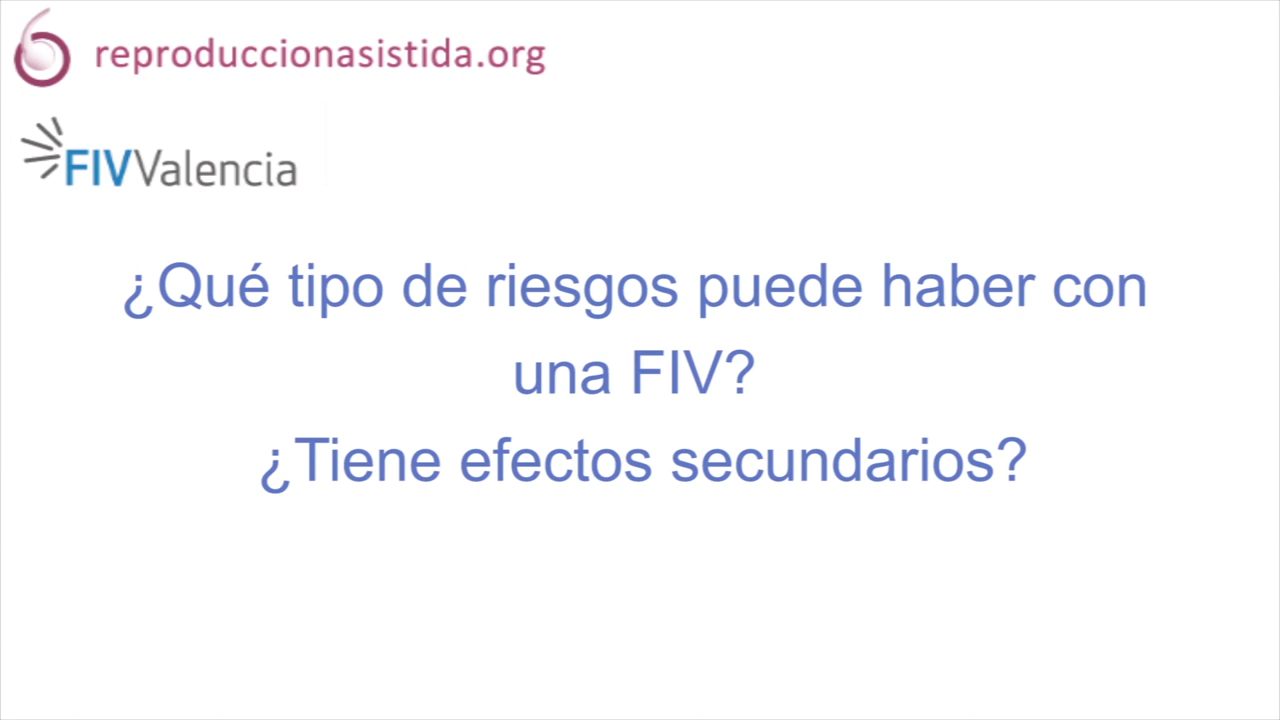 reproduccionasistida.org
FIVValencia
¿Qué tipo de riesgos puede haber con
una FIV?
¿Tiene efectos secundarios?